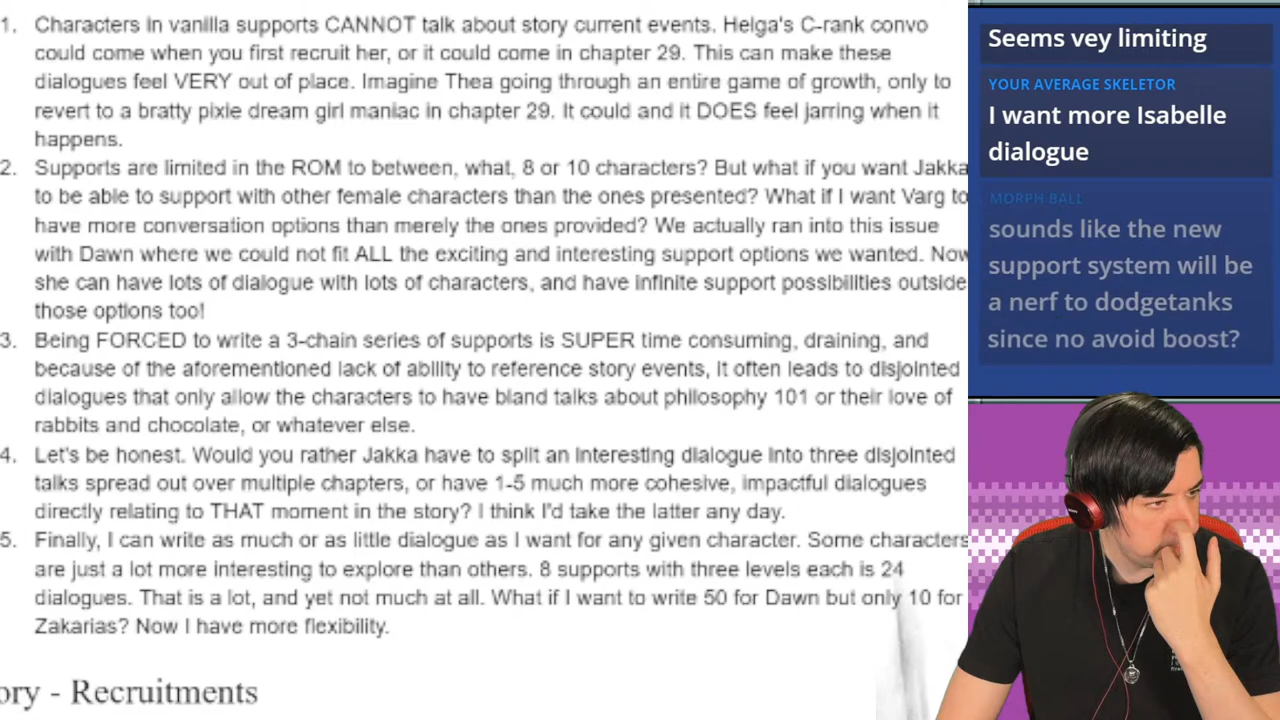 1. Characters in vanilla supports CANNOT talk about story current events. Helga's C-rank convo
could come when you first recruit her, or it could come in chapter 29. This can make these
dialogues feel VERY out of place. Imagine Thea going through an entire game of growth, only to
revert to a bratty pixie dream girl maniac in chapter 29. It could and it DOES feel jarring when it
happens.
2. Supports are limited in the ROM to between, what, 8 or 10 characters? But what if you want Jakka
to be able to support with other female characters than the ones presented? What if I want Varg to
have more conversation options than merely the ones provided? We actually ran into this issue
with Dawn where we could not fit ALL the exciting and interesting support options we wanted. Now
she can have lots of dialogue with lots of characters, and have infinite support possibilities outside
those options too!
3. Being FORCED to write a 3-chain series of supports is SUPER time consuming, draining, and
because of the aforementioned lack of ability to reference story events, it often leads to disjointed
dialogues that only allow the characters to have bland talks about philosophy 101 or their love of
rabbits and chocolate, or whatever else.
4. Let's be honest. Would you rather Jakka have to split an interesting dialogue into three disjointed
talks spread out over multiple chapters, or have 1-5 much more cohesive, impactful dialogues
directly relating to THAT moment in the story? I think I'd take the latter any day.
5. Finally, I can write as much or as little dialogue as I want for any given character. Some characters
are just a lot more interesting to explore than others. 8 supports with three levels each is 24
dialogues. That is a lot, and yet not much at all. What if I want to write 50 for Dawn but only 10 for
Zakarias? Now I have more flexibility.
ory - Recruitments
Seems vey limiting
YOUR AVERAGE SKELETOR
I want more Isabelle
dialogue
MORPH BALL
sounds like the new
support system will be
a nerf to dodgetanks
since no avoid boost?